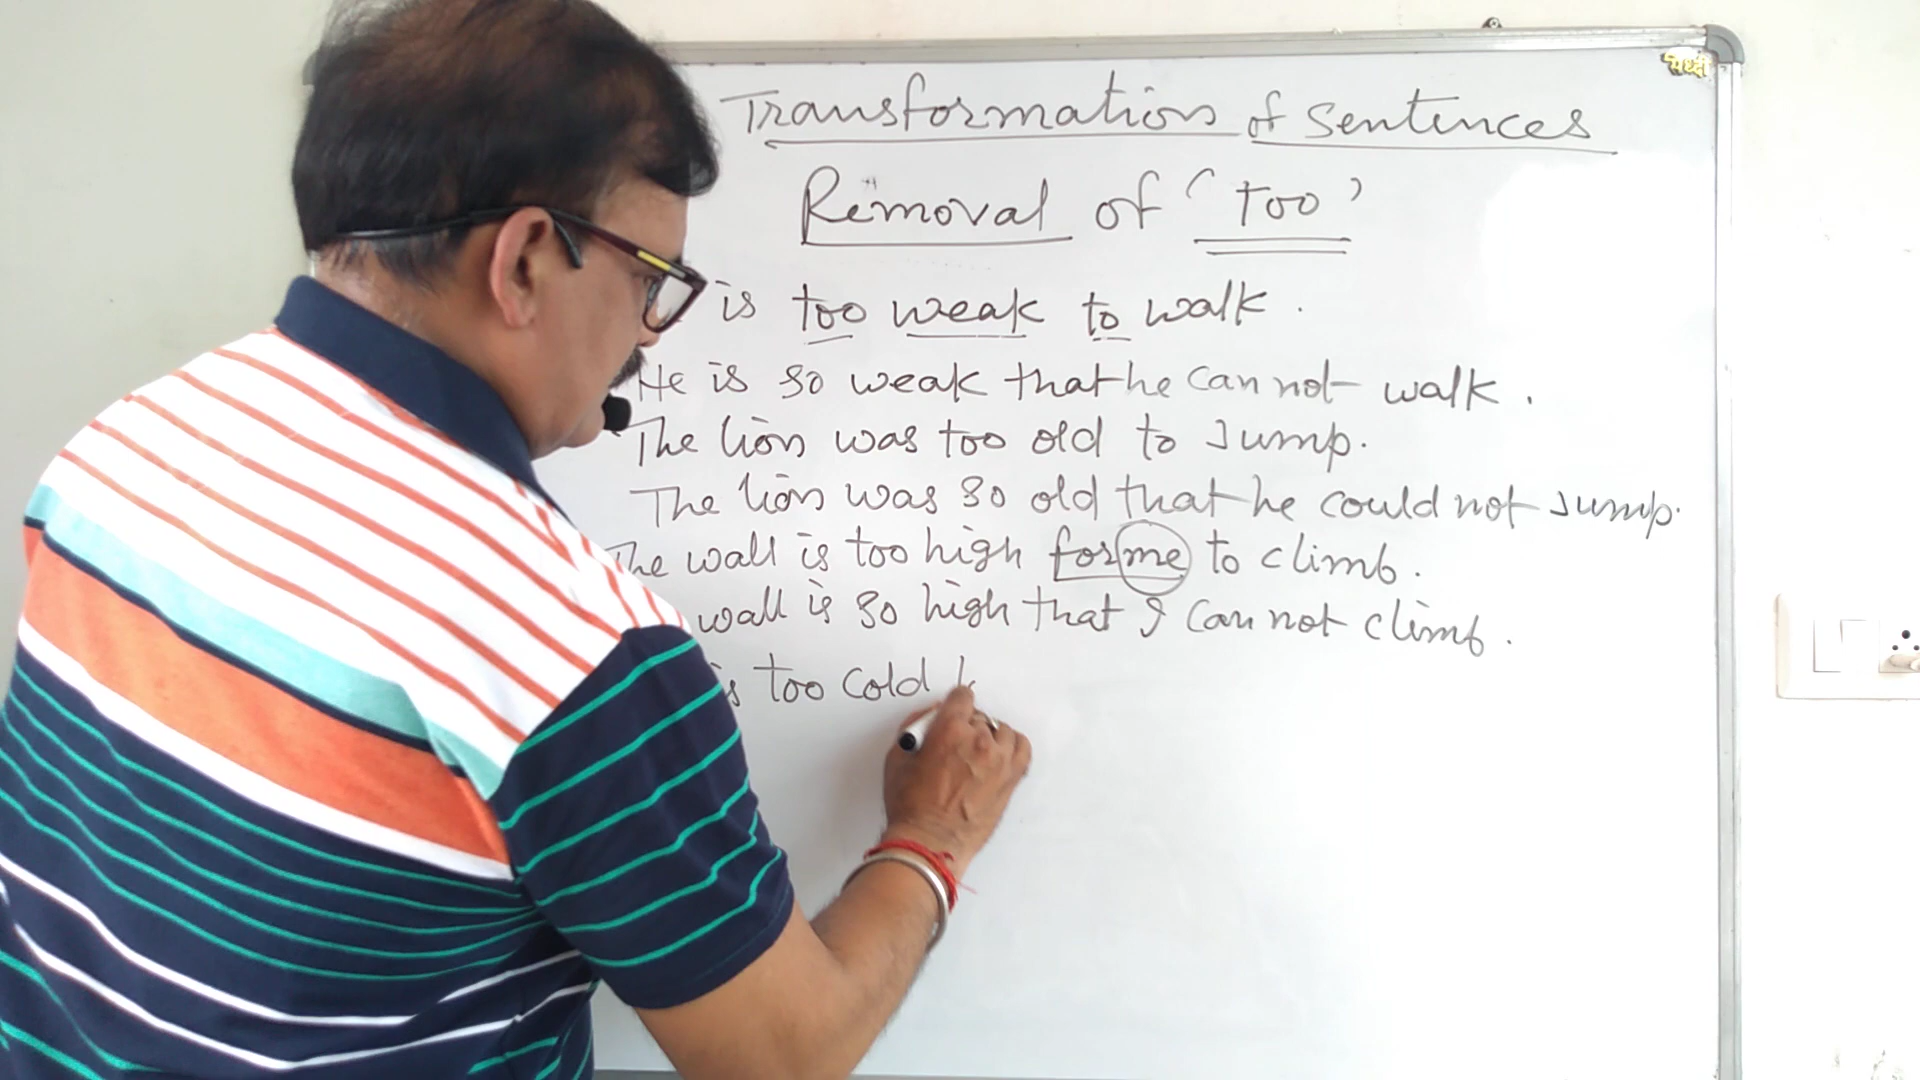 मध्दी
Transformation of Sentences
Removal of 'too'
is too weak to walk.
He is so weak that he can not walk.
The lion was too old to Jump.
The lion was so old that he could not Jump.
The wall is too high for me to climb.
wall is so high that I can not climb.
is too cold